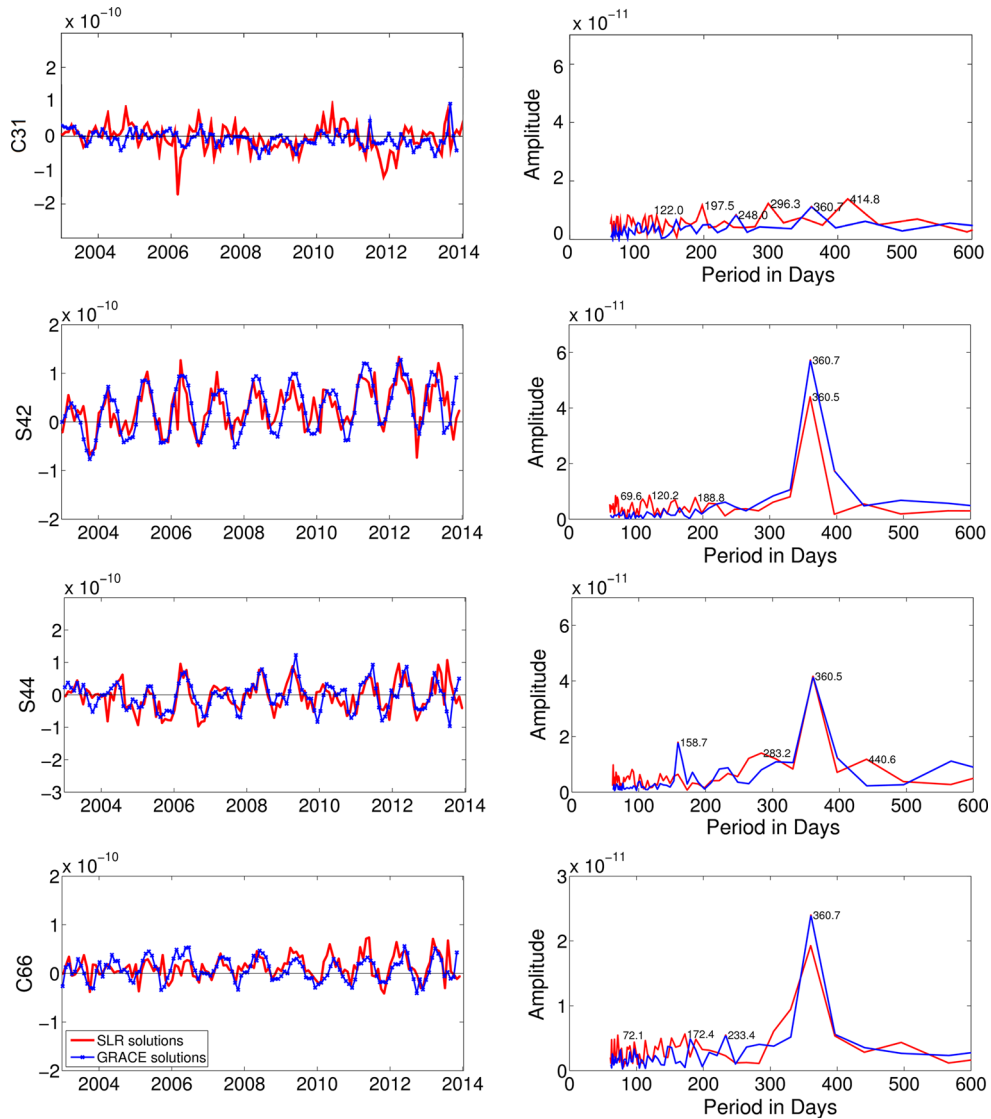 x 10⁻¹⁰
2
1
0
−1
−2
C31
2004 2006 2008 2010 2012 2014
x 10⁻¹¹
6
4
2
0
Amplitude
122.0 197.5 248.0 296.3 360.7 414.8
0 100 200 300 400 500 600
Period in Days
x 10⁻¹⁰
2
1
0
−1
−2
S42
2004 2006 2008 2010 2012 2014
x 10⁻¹¹
6
4
2
0
Amplitude
360.7
360.5
69.6 120.2 188.8
0 100 200 300 400 500 600
Period in Days
x 10⁻¹⁰
2
1
0
−1
−2
−3
S44
2004 2006 2008 2010 2012 2014
x 10⁻¹¹
6
4
2
0
Amplitude
360.5
158.7 283.2 440.6
0 100 200 300 400 500 600
Period in Days
x 10⁻¹⁰
2
1
0
−1
−2
C66
SLR solutions
GRACE solutions
2004 2006 2008 2010 2012 2014
x 10⁻¹¹
3
2
1
0
Amplitude
360.7
72.1 172.4 233.4
0 100 200 300 400 500 600
Period in Days